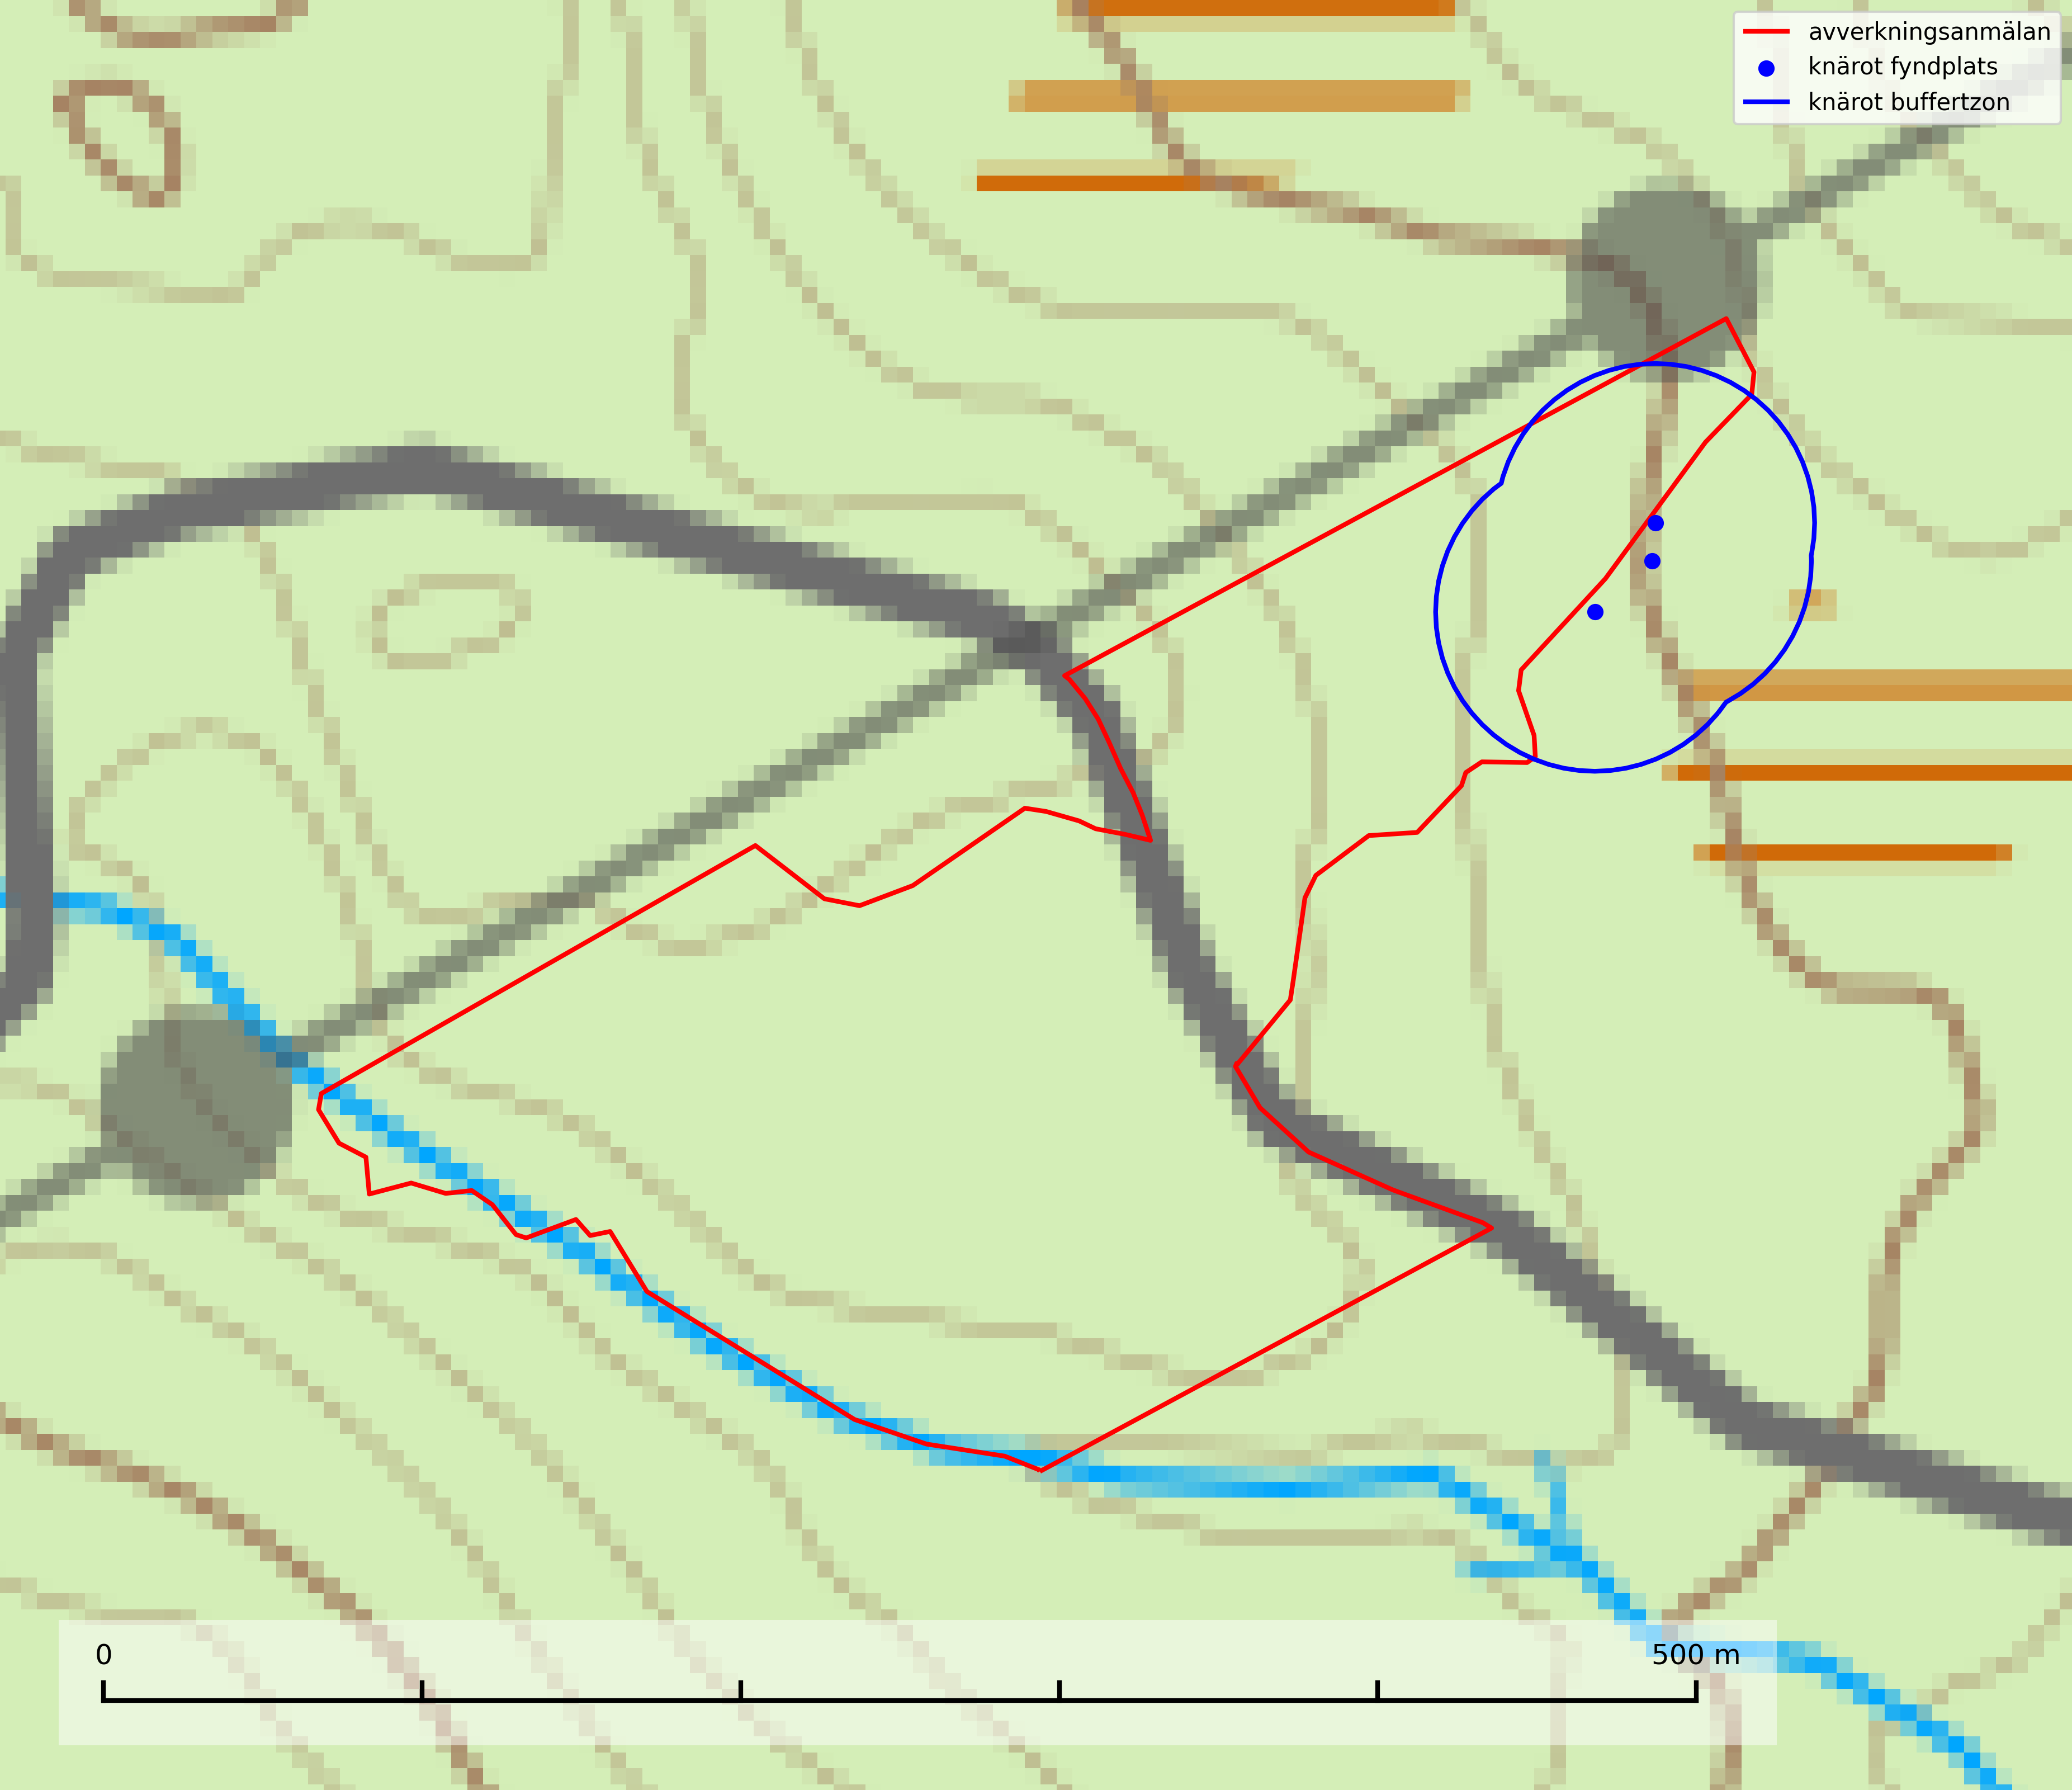 avverkningsanmälan
knärot fyndplats
knärot buffertzon
0 500 m